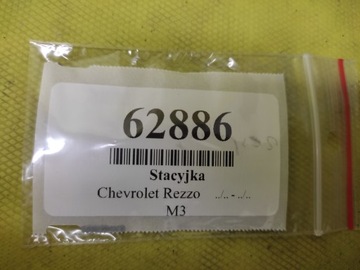 62886
Stacyjka
Chevrolet Rezzo ../.. - ../..
M3